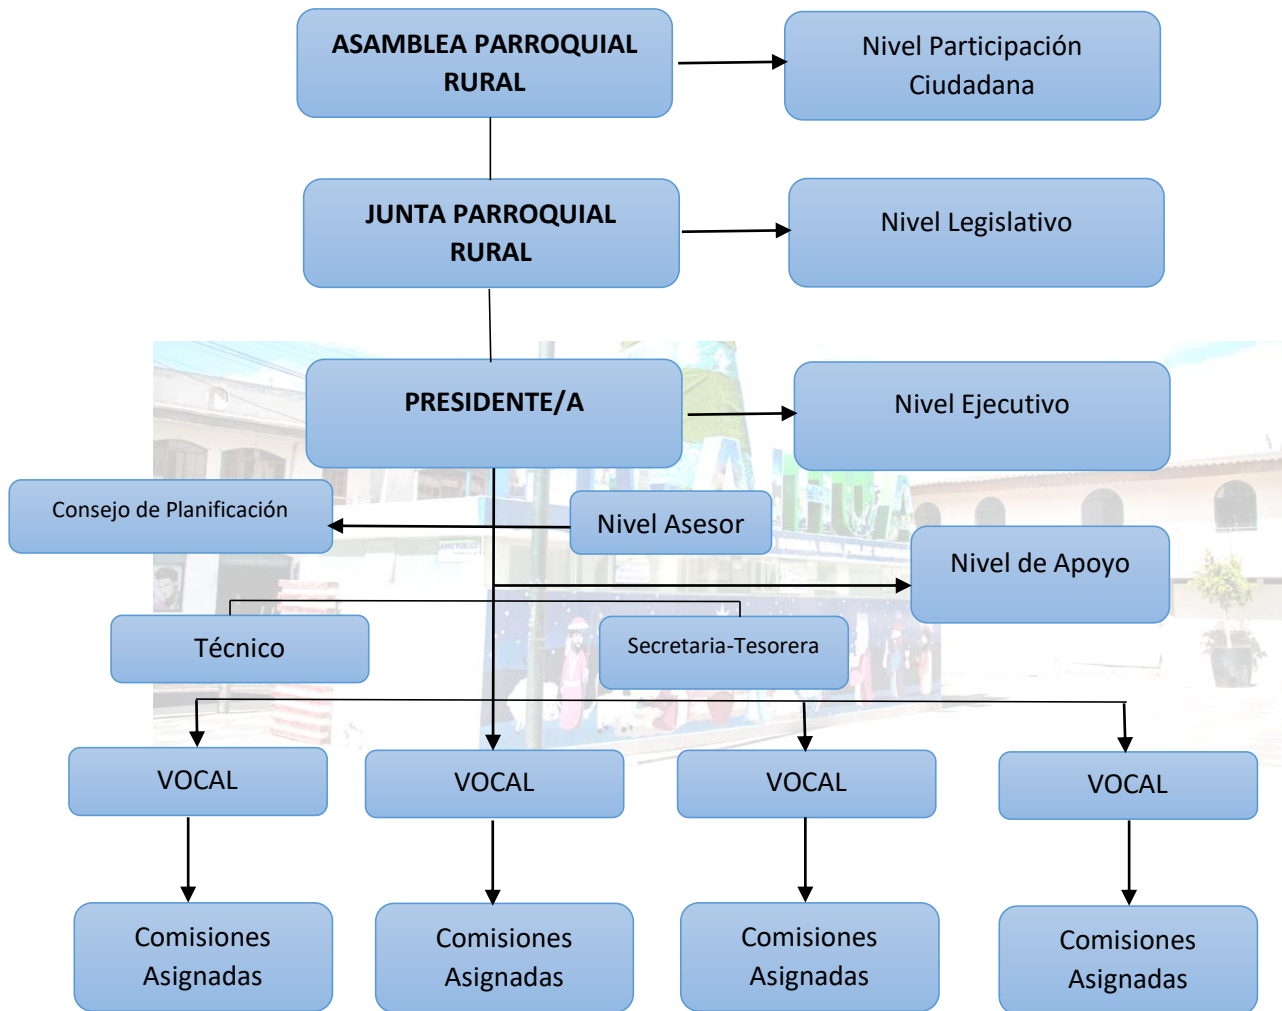 ASAMBLEA PARROQUIAL
RURAL
Nivel Participación
Ciudadana
JUNTA PARROQUIAL
RURAL
Nivel Legislativo
PRESIDENTE/A
Nivel Ejecutivo
Consejo de Planificación
Nivel Asesor
Nivel de Apoyo
Técnico
Secretaria-Tesorera
VOCAL
VOCAL
VOCAL
VOCAL
Comisiones
Asignadas
Comisiones
Asignadas
Comisiones
Asignadas
Comisiones
Asignadas